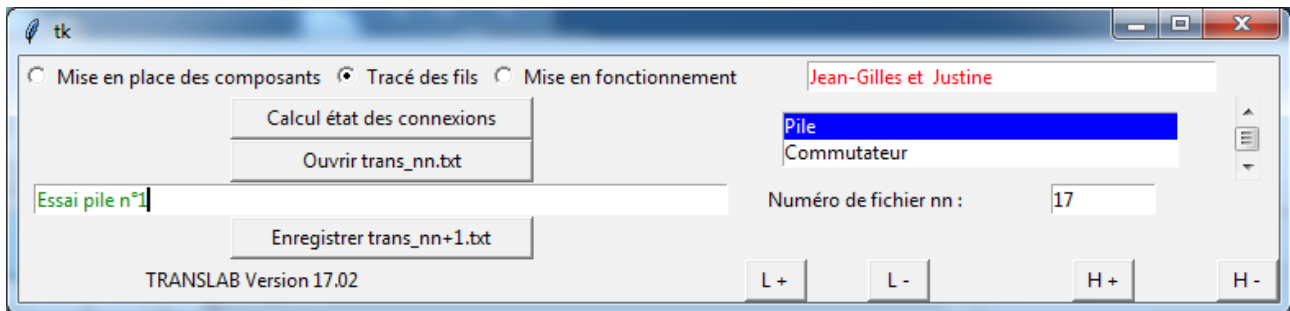 tk
Mise en place des composants Tracé des fils Mise en fonctionnement Jean-Gilles et Justine
Calcul état des connexions
Pile
Ouvrir trans_nn.txt
Commutateur
Essai pile n°1
Numéro de fichier nn : 17
Enregistrer trans_nn+1.txt
TRANSLAB Version 17.02 L + L - H + H -